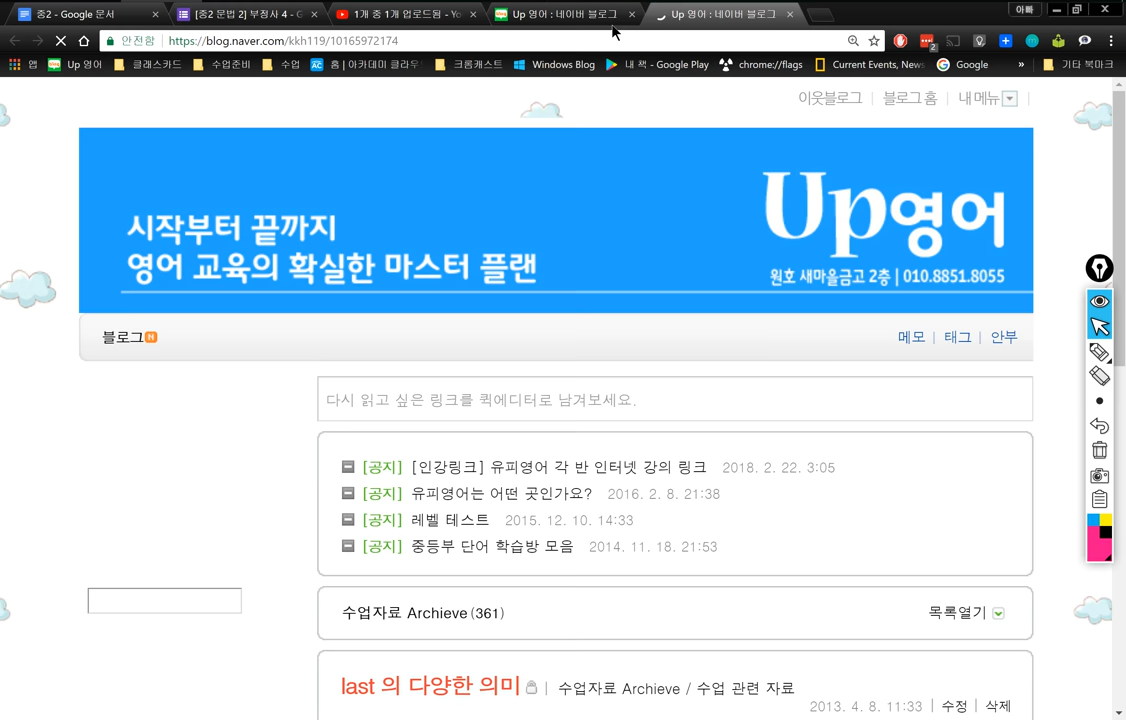 중2 - Google 문서
[중2 문법 2] 부정사 4 - G
1개 중 1개 업로드됨 - Yo
Up 영어 : 네이버 블로그
Up 영어 : 네이버 블로그
아빠
안전함
https://blog.naver.com/kkh119/10165972174
2
앱
Up 영어
클래스카드
수업준비
수업
홈 | 아카데미 클라우
크롬캐스트
Windows Blog
내 책 - Google Play
chrome://flags
Current Events, News
Google
»
기타 북마크
이웃블로그 | 블로그 홈 | 내 메뉴
Up영어
시작부터 끝까지
영어 교육의 확실한 마스터 플랜
원호 새마을금고 2층 | 010.8851.8055
블로그 N
메모 | 태그 | 안부
다시 읽고 싶은 링크를 퀵에디터로 남겨보세요.
[공지] [인강링크] 유피영어 각 반 인터넷 강의 링크 2018. 2. 22. 3:05
[공지] 유피영어는 어떤 곳인가요? 2016. 2. 8. 21:38
[공지] 레벨 테스트 2015. 12. 10. 14:33
[공지] 중등부 단어 학습방 모음 2014. 11. 18. 21:53
수업자료 Archieve (361)
목록열기
last 의 다양한 의미 | 수업자료 Archieve / 수업 관련 자료
2013. 4. 8. 11:33 | 수정 | 삭제